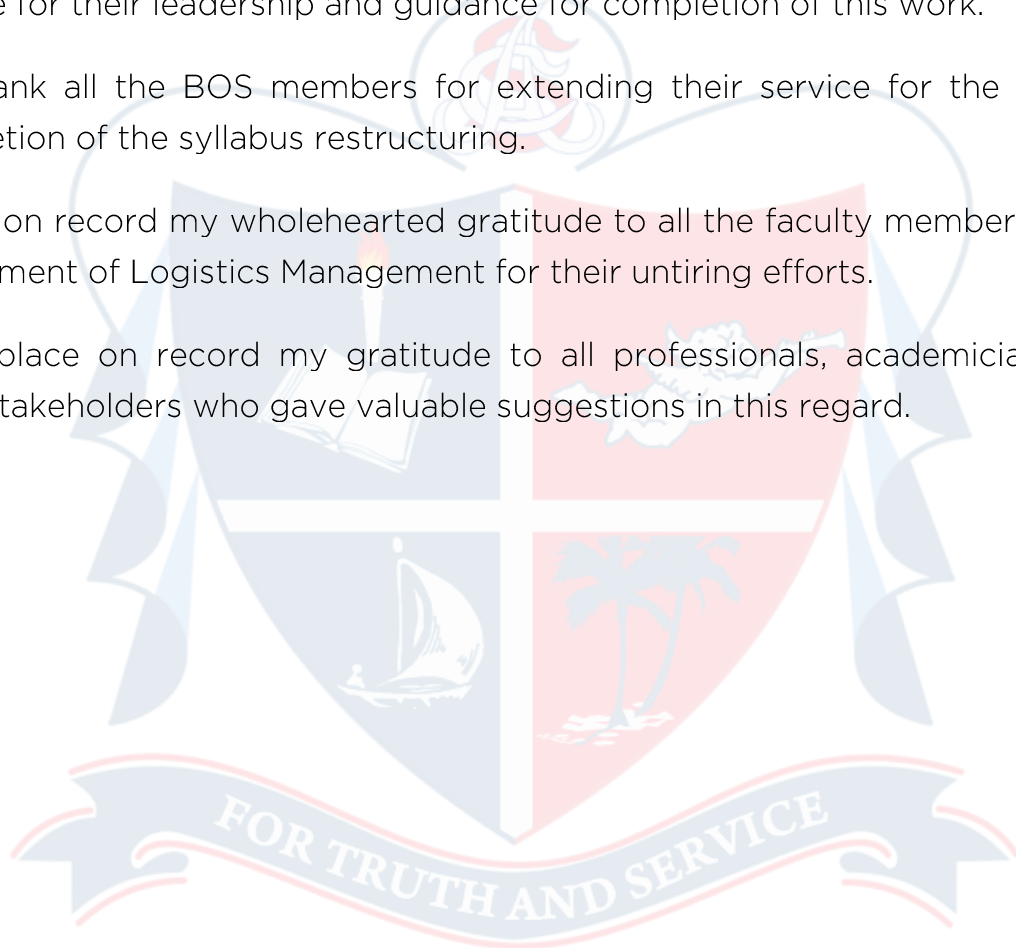 e for their leadership and guidance for completion of this work.
ank all the BOS members for extending their service for the
etion of the syllabus restructuring.
on record my wholehearted gratitude to all the faculty member
ment of Logistics Management for their untiring efforts.
place on record my gratitude to all professionals, academicia
takeholders who gave valuable suggestions in this regard.
FOR TRUTH AND SERVICE